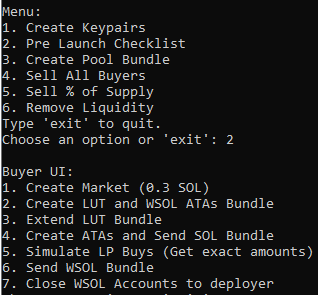 Menu:
1. Create Keypairs
2. Pre Launch Checklist
3. Create Pool Bundle
4. Sell All Buyers
5. Sell % of Supply
6. Remove Liquidity
Type 'exit' to quit.
Choose an option or 'exit': 2
Buyer UI:
1. Create Market (0.3 SOL)
2. Create LUT and WSOL ATAs Bundle
3. Extend LUT Bundle
4. Create ATAs and Send SOL Bundle
5. Simulate LP Buys (Get exact amounts)
6. Send WSOL Bundle
7. Close WSOL Accounts to deployer